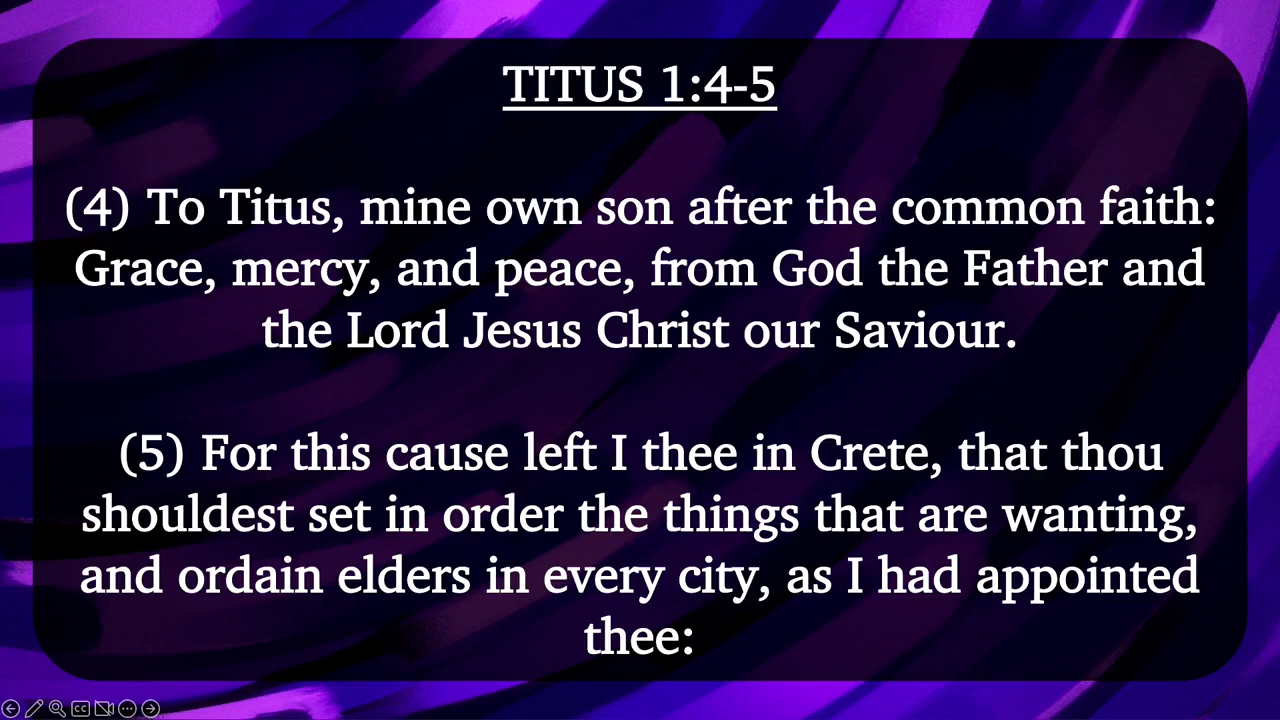 TITUS 1:4-5
(4) To Titus, mine own son after the common faith:
Grace, mercy, and peace, from God the Father and
the Lord Jesus Christ our Saviour.
(5) For this cause left I thee in Crete, that thou
shouldest set in order the things that are wanting,
and ordain elders in every city, as I had appointed
thee:
CC